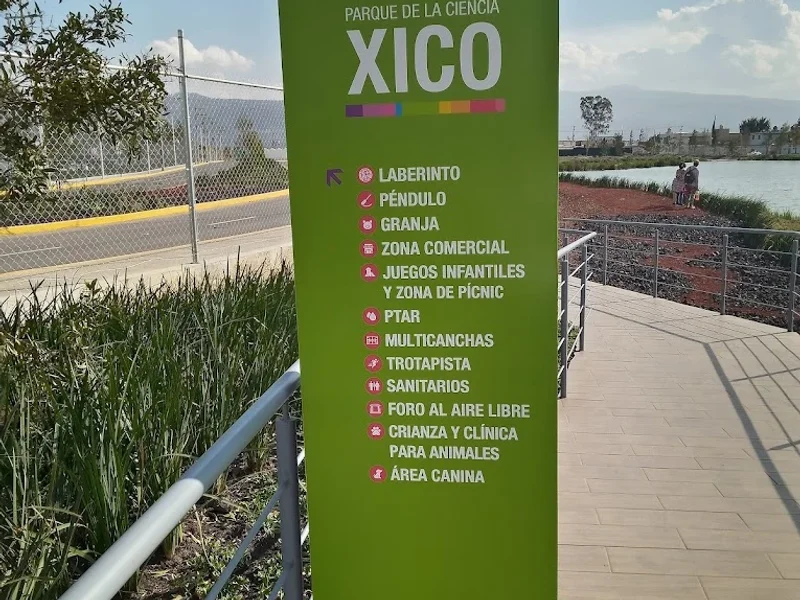 PARQUE DE LA CIENCIA
XICO
LABERINTO
PÉNDULO
GRANJA
ZONA COMERCIAL
JUEGOS INFANTILES
Y ZONA DE PÍCNIC
PTAR
MULTICANCHAS
TROTAPISTA
SANITARIOS
FORO AL AIRE LIBRE
CRIANZA Y CLÍNICA
PARA ANIMALES
ÁREA CANINA